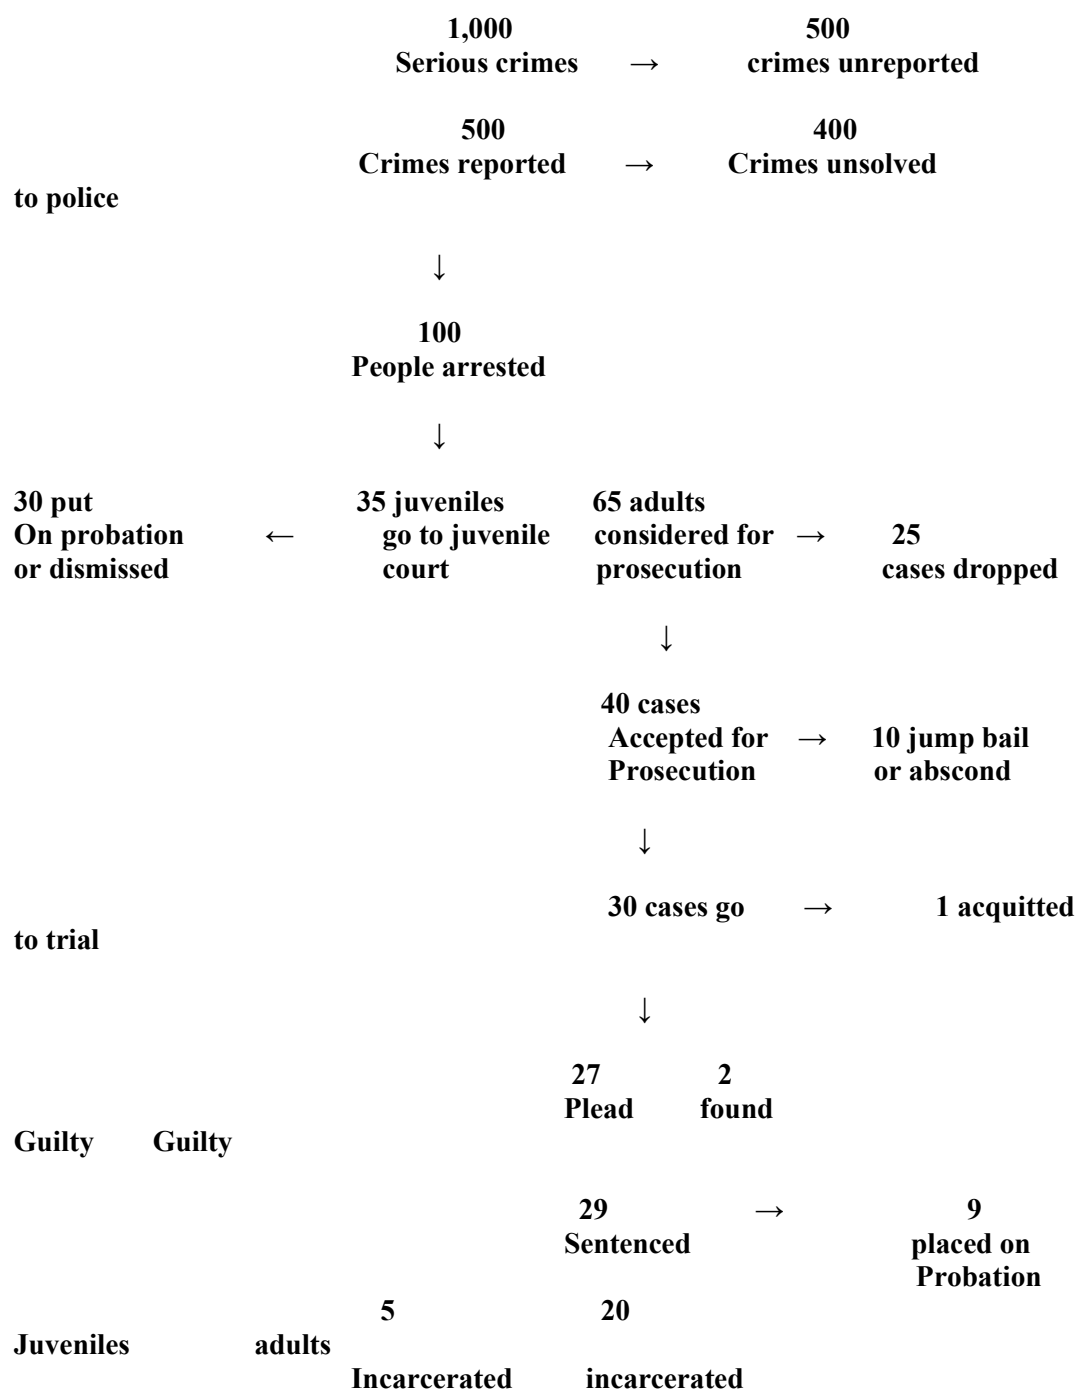 1,000 500
Serious crimes → crimes unreported
500 400
Crimes reported → Crimes unsolved
to police
↓
100
People arrested
↓
30 put 35 juveniles 65 adults
On probation ← go to juvenile considered for → 25
or dismissed court prosecution cases dropped
↓
40 cases
Accepted for → 10 jump bail
Prosecution or abscond
↓
30 cases go → 1 acquitted
to trial
↓
27 2
Plead found
Guilty Guilty
29 → 9
Sentenced placed on
Probation
5 20
Juveniles adults
Incarcerated incarcerated